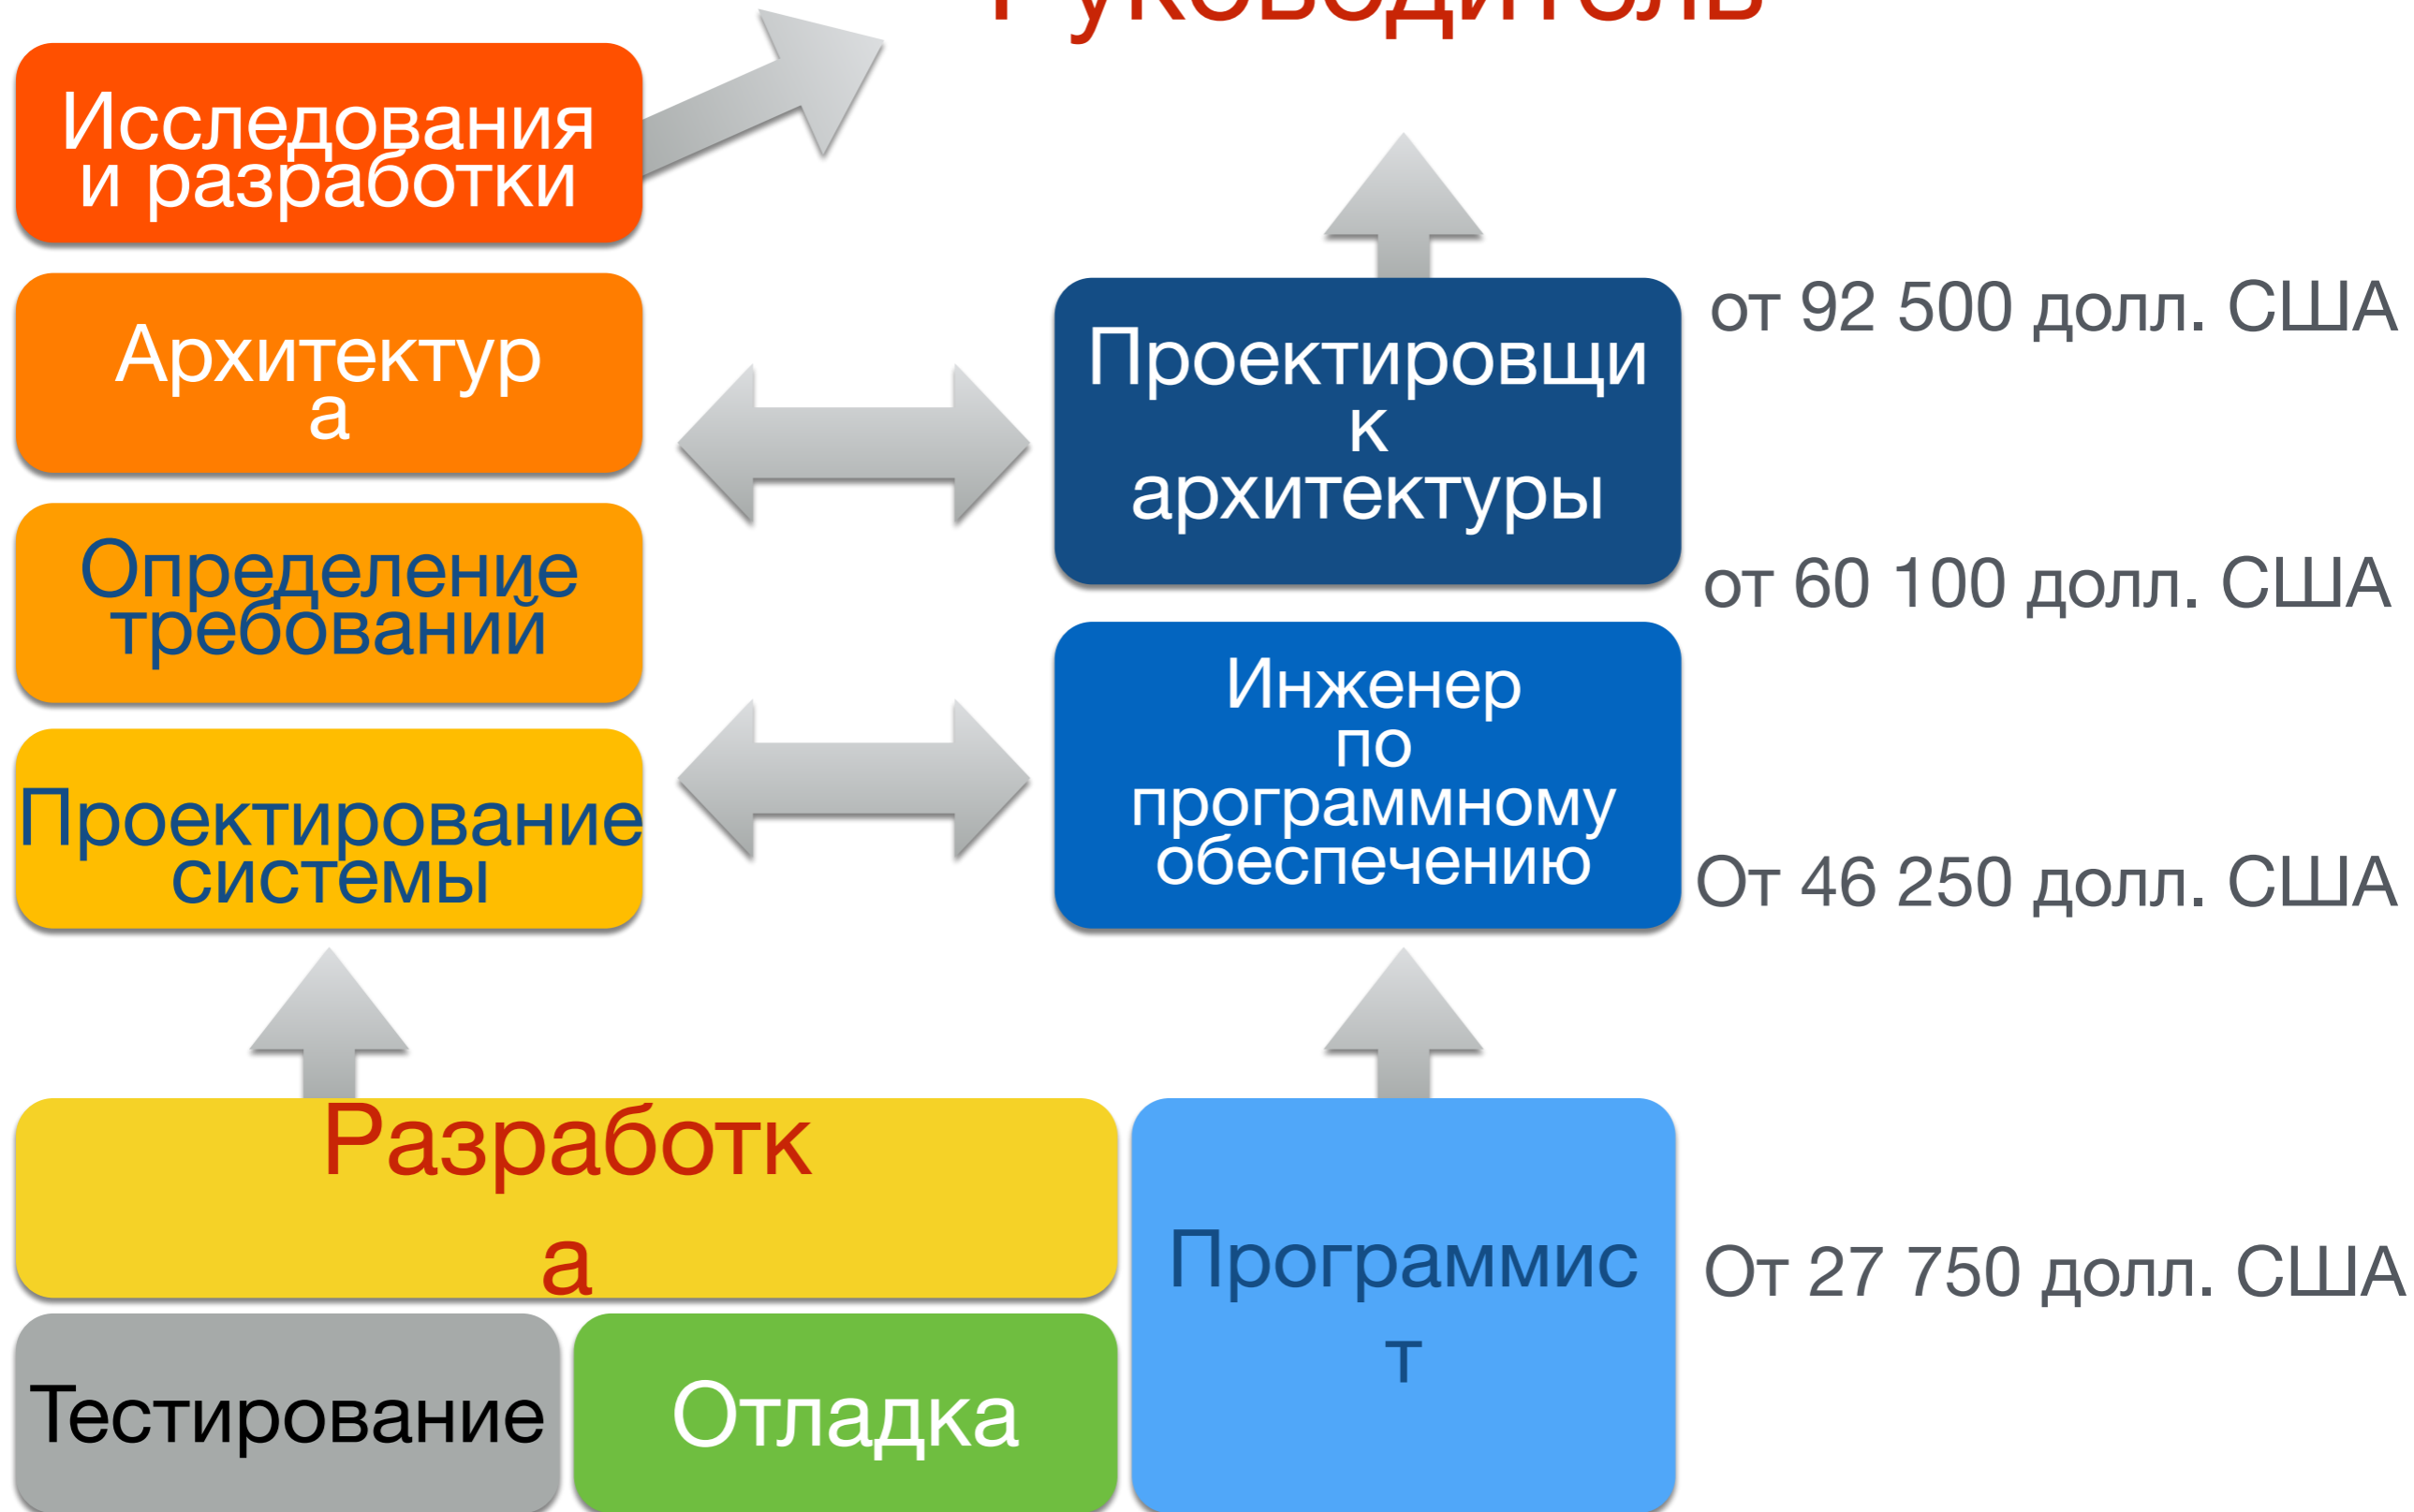 Руководитель
Исследования
и разработки
Архитектур
а
Определение
требований
Проектирование
системы
Проектировщи
к
архитектуры
Инженер
по
программному
обеспечению
от 92 500 долл. США
от 60 100 долл. США
От 46 250 долл. США
Разработк
а
Тестирование
Отладка
Программис
т
От 27 750 долл. США